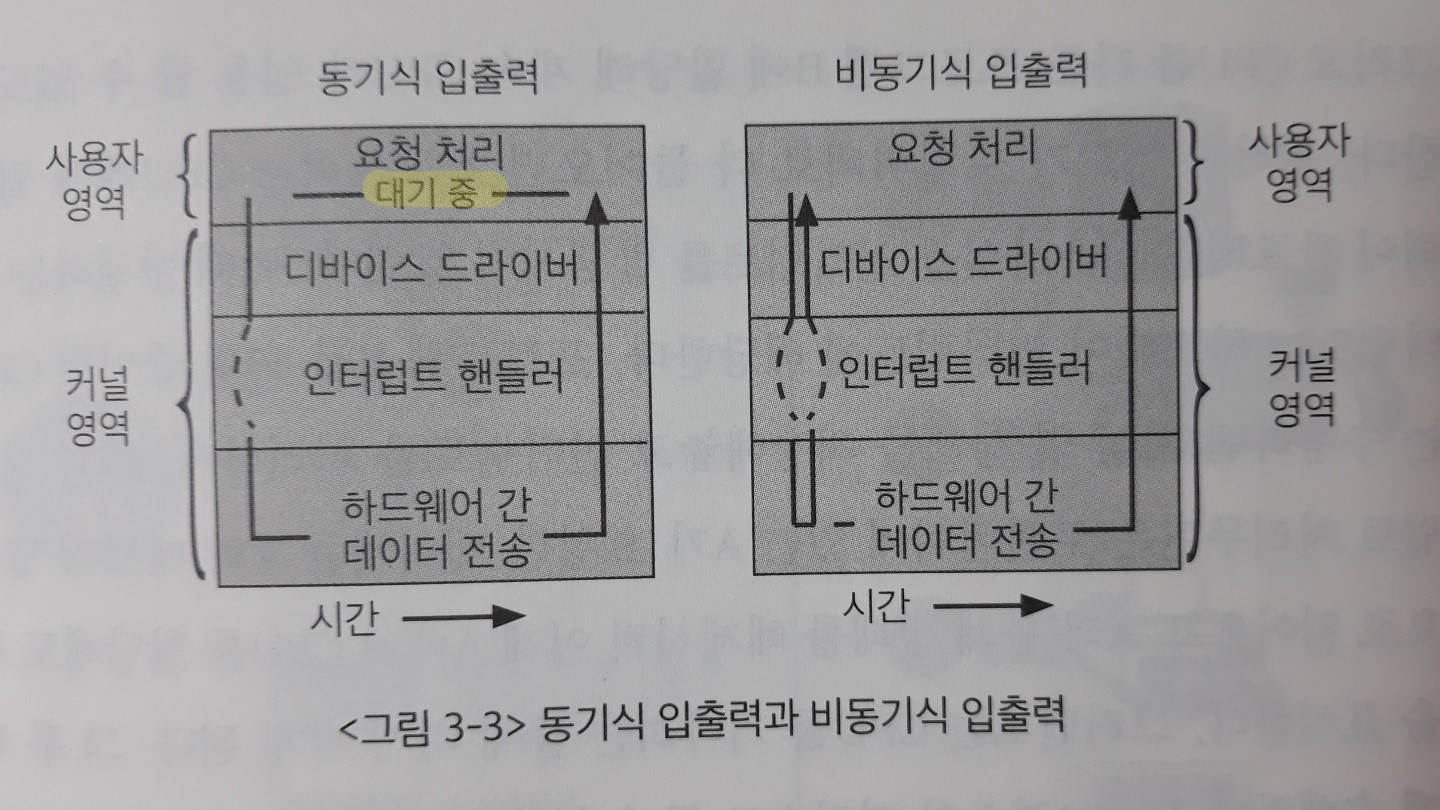 동기식 입출력
사용자
영역
커널
영역
요청 처리
대기 중
디바이스 드라이버
인터럽트 핸들러
하드웨어 간
데이터 전송
시간
비동기식 입출력
요청 처리
디바이스 드라이버
인터럽트 핸들러
하드웨어 간
데이터 전송
사용자
영역
커널
영역
시간
<그림 3-3> 동기식 입출력과 비동기식 입출력